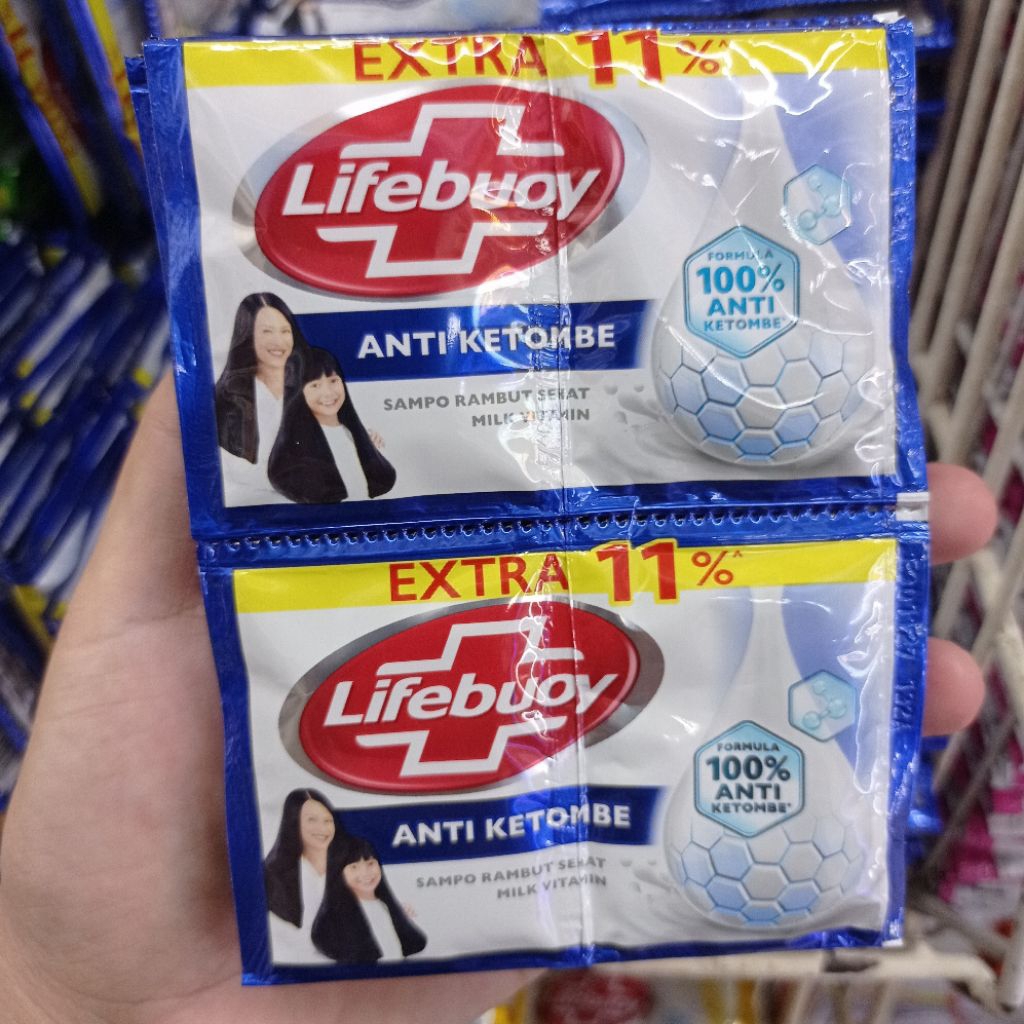 EXTRA 11%^
Lifebuoy
FORMULA
100%
ANTI
KETOMBE*
ANTI KETOMBE
SAMPO RAMBUT SEHAT
MILK VITAMIN
EXTRA 11%^
Lifebuoy
FORMULA
100%
ANTI
KETOMBE*
ANTI KETOMBE
SAMPO RAMBUT SEHAT
MILK VITAMIN